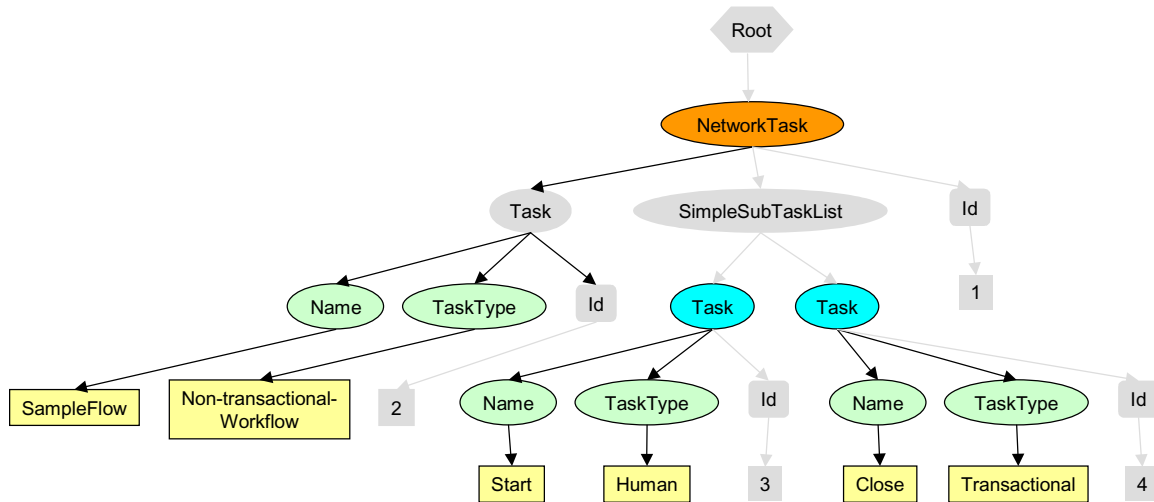 Root
NetworkTask
Task
SimpleSubTaskList
Id
Name
TaskType
Id
Task
Task
1
SampleFlow
Non-transactional-
Workflow
2
Name
TaskType
Id
Name
TaskType
Id
Start
Human
3
Close
Transactional
4